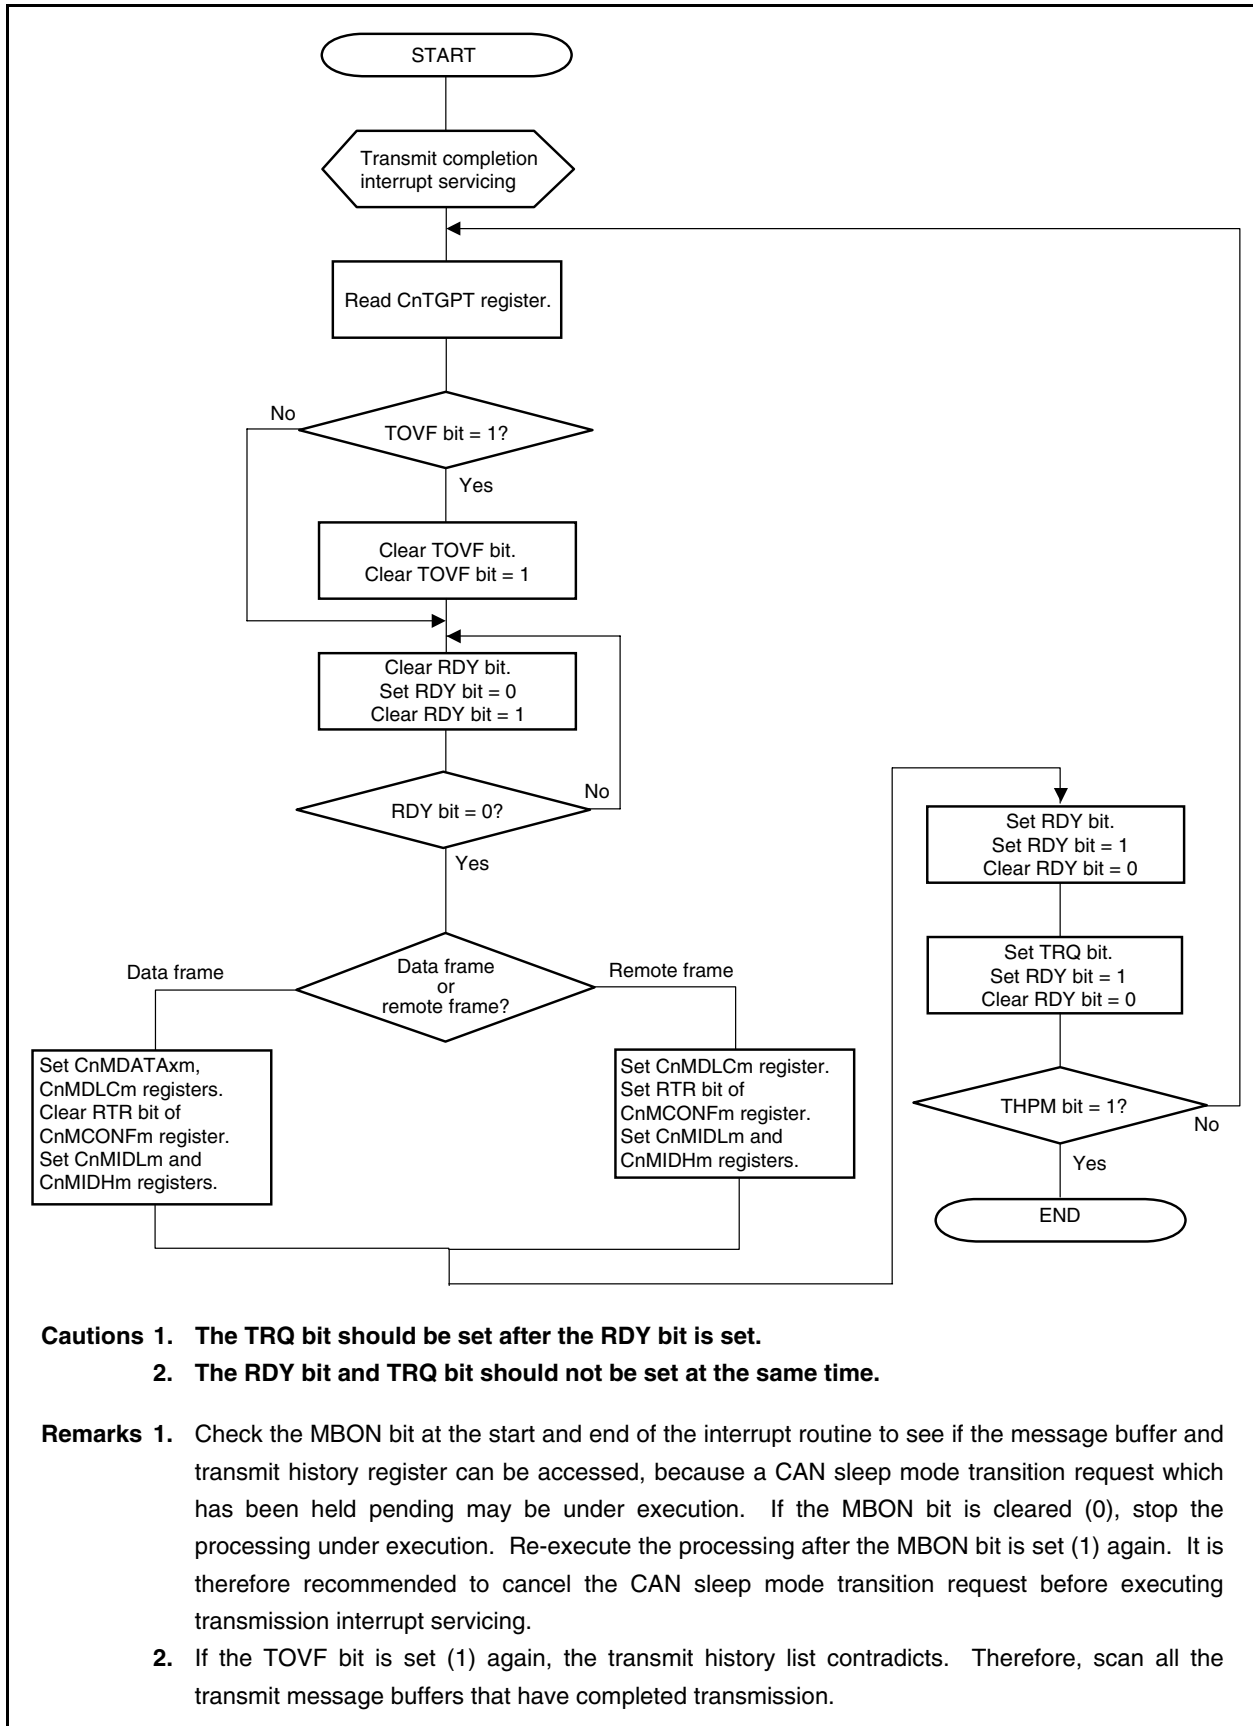 START
Transmit completion
interrupt servicing
Read CnTGPT register.
No
TOVF bit = 1?
Yes
Clear TOVF bit.
Clear TOVF bit = 1
Clear RDY bit.
Set RDY bit = 0
Clear RDY bit = 1
No
RDY bit = 0?
Yes
Data frame
Data frame
or
remote frame?
Remote frame
Set CnMDATAxm,
CnMDLCm registers.
Clear RTR bit of
CnMCONFm register.
Set CnMIDLm and
CnMIDHm registers.
Set CnMDLCm register.
Set RTR bit of
CnMCONFm register.
Set CnMIDLm and
CnMIDHm registers.
Set RDY bit.
Set RDY bit = 1
Clear RDY bit = 0
Set TRQ bit.
Set RDY bit = 1
Clear RDY bit = 0
THPM bit = 1?
No
Yes
END
Cautions 1. The TRQ bit should be set after the RDY bit is set.
2. The RDY bit and TRQ bit should not be set at the same time.
Remarks 1. Check the MBON bit at the start and end of the interrupt routine to see if the message buffer and
transmit history register can be accessed, because a CAN sleep mode transition request which
has been held pending may be under execution. If the MBON bit is cleared (0), stop the
processing under execution. Re-execute the processing after the MBON bit is set (1) again. It is
therefore recommended to cancel the CAN sleep mode transition request before executing
transmission interrupt servicing.
2. If the TOVF bit is set (1) again, the transmit history list contradicts. Therefore, scan all the
transmit message buffers that have completed transmission.